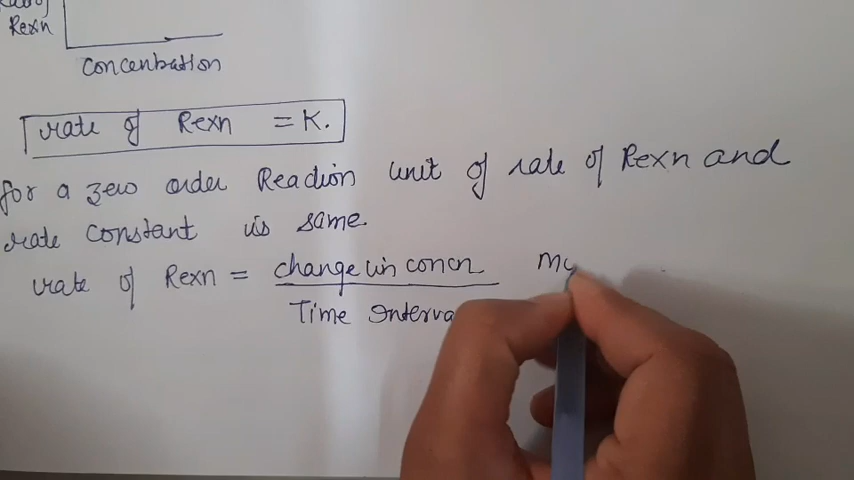 Rexn
Concentration
rate of Rexn = K.
for a zero order Reaction unit of rate of Rexn and
rate constant is same.
rate of Rexn = change in concn
Time Interva